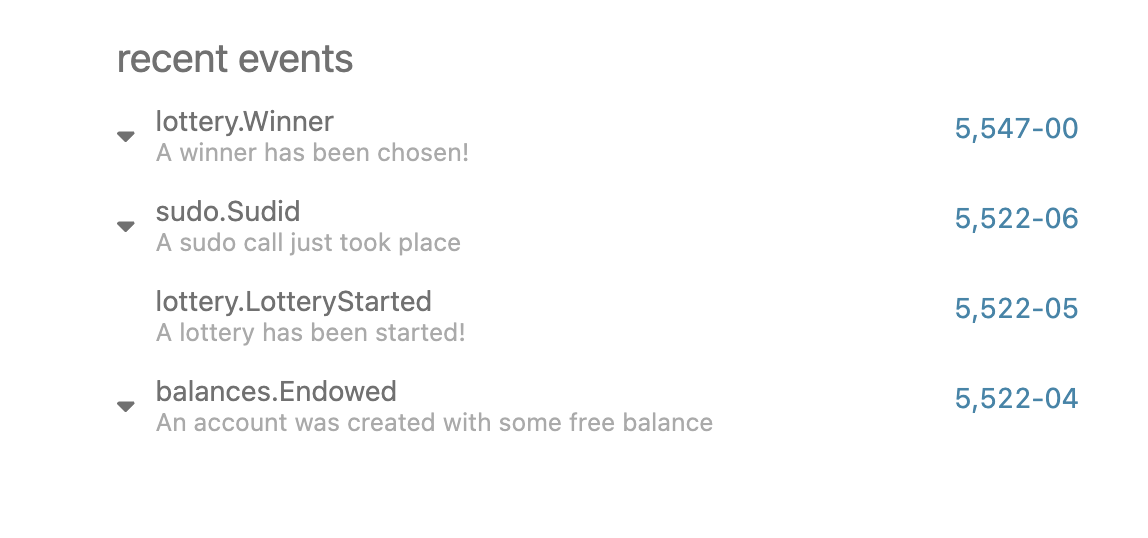 recent events
lottery.Winner
5,547-00
A winner has been chosen!
sudo.Sudid
5,522-06
A sudo call just took place
lottery.LotteryStarted
5,522-05
A lottery has been started!
balances.Endowed
5,522-04
An account was created with some free balance